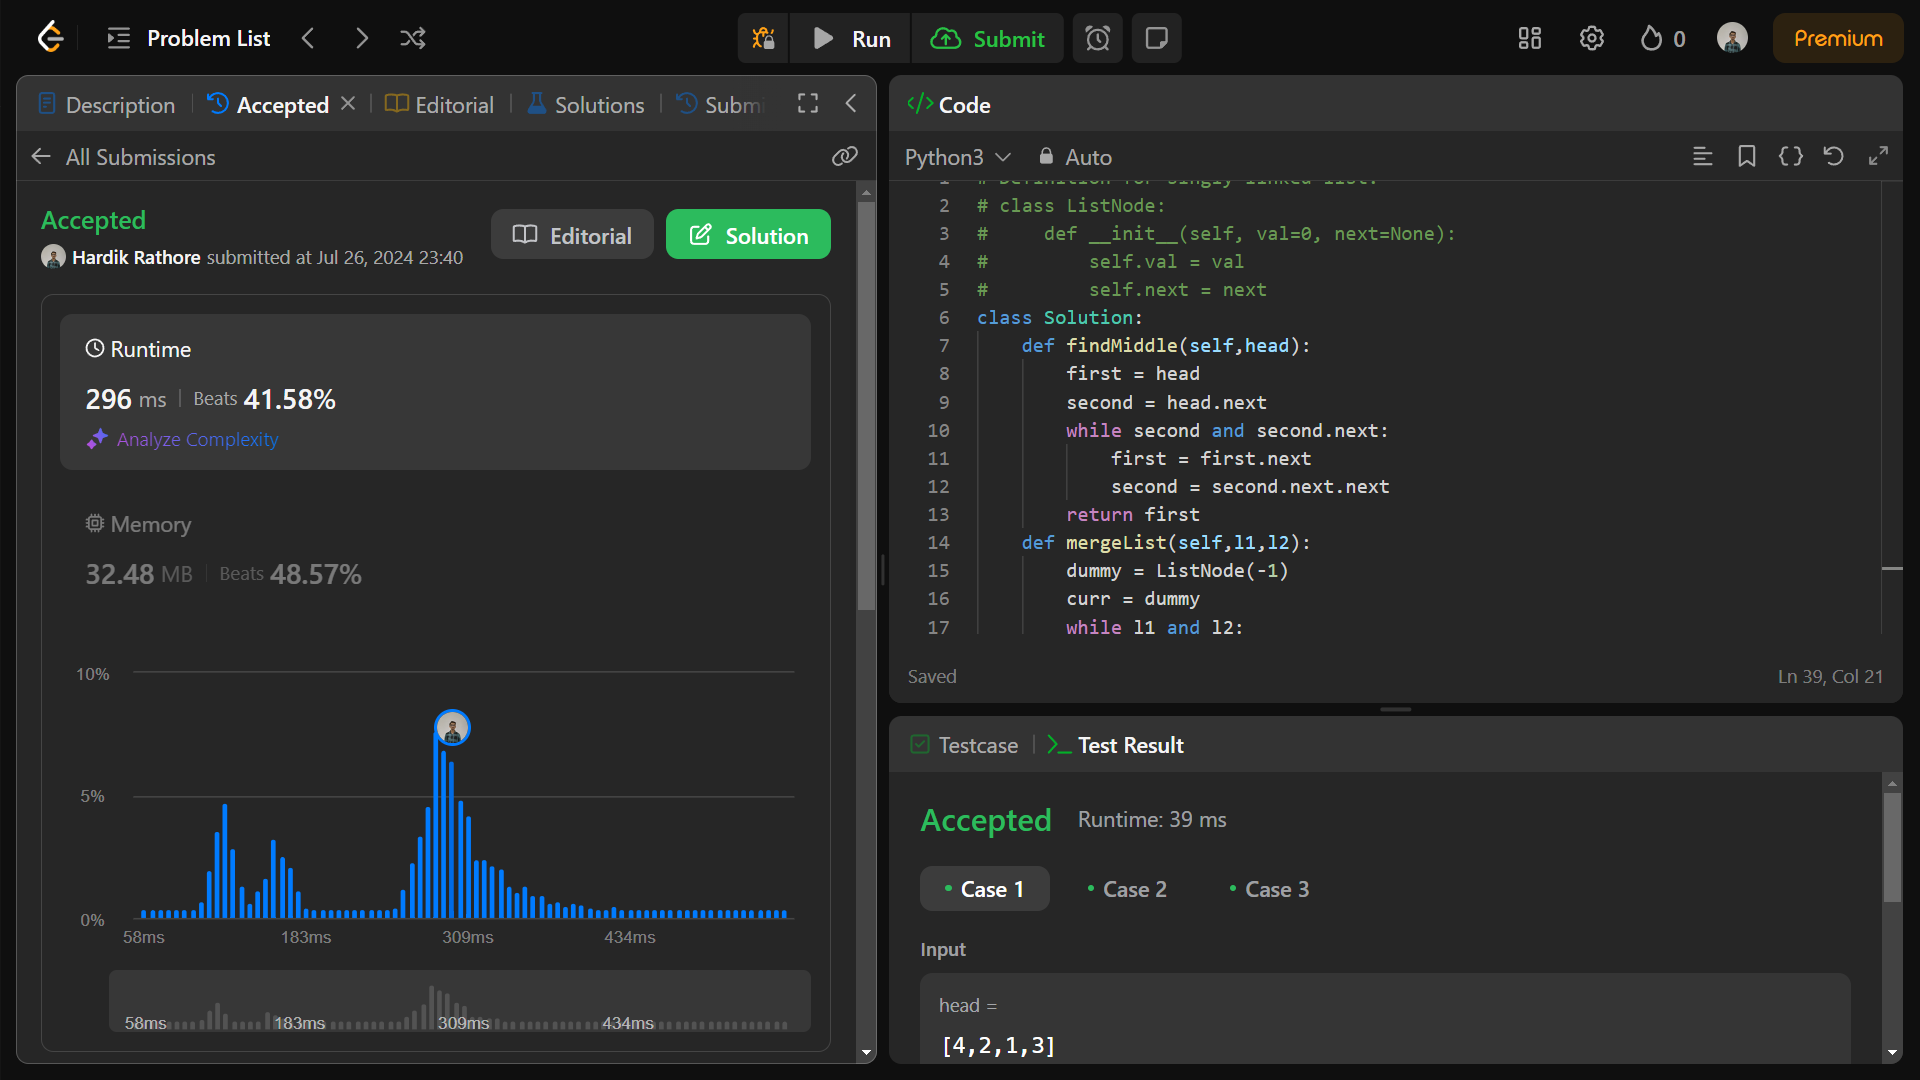 Problem List
Run
Submit
0
Premium
Description
Accepted
Editorial
Solutions
Submi
All Submissions
Accepted
Hardik Rathore submitted at Jul 26, 2024 23:40
Editorial
Solution
Runtime
296 ms | Beats 41.58%
Analyze Complexity
Memory
32.48 MB | Beats 48.57%
10%
5%
0%
58ms 183ms 309ms 434ms
58ms 183ms 309ms 434ms
</> Code
Python3
Auto
1 # Definition for singly-linked list.
2 # class ListNode:
3 #     def __init__(self, val=0, next=None):
4 #         self.val = val
5 #         self.next = next
6 class Solution:
7     def findMiddle(self,head):
8         first = head
9         second = head.next
10         while second and second.next:
11             first = first.next
12             second = second.next.next
13         return first
14     def mergeList(self,l1,l2):
15         dummy = ListNode(-1)
16         curr = dummy
17         while l1 and l2:
Saved
Ln 39, Col 21
Testcase
Test Result
Accepted
Runtime: 39 ms
Case 1
Case 2
Case 3
Input
head =
[4,2,1,3]